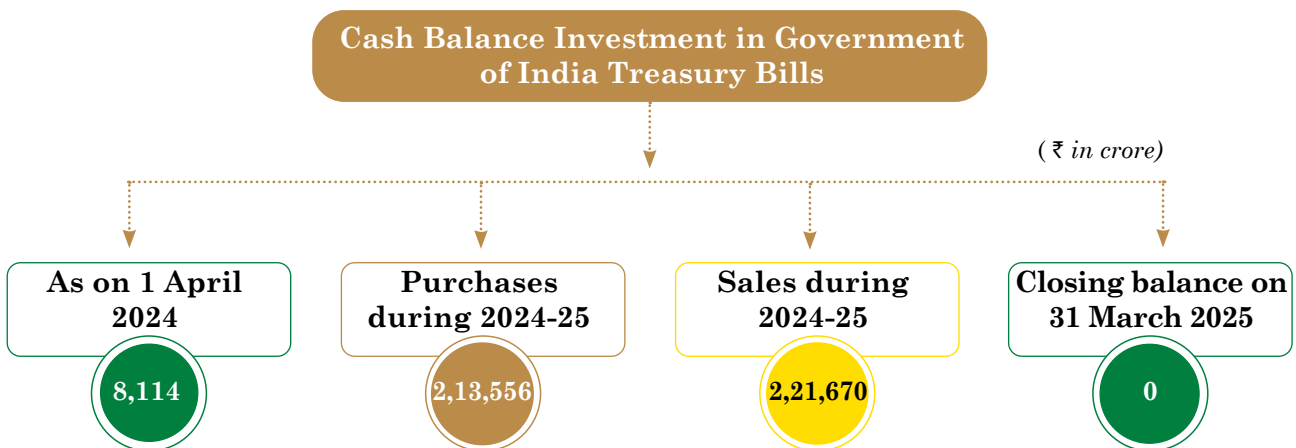 Cash Balance Investment in Government
of India Treasury Bills
( ₹ in crore)
As on 1 April
2024
8,114
Purchases
during 2024-25
2,13,556
Sales during
2024-25
2,21,670
Closing balance on
31 March 2025
0